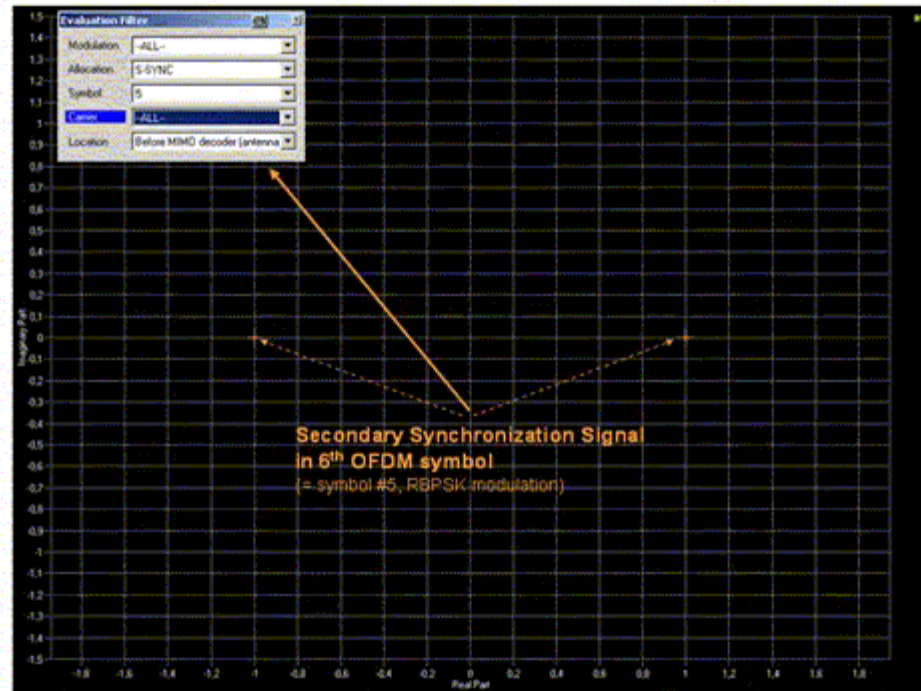 Evaluation Filter
Modulation --ALL--
Allocation S-SYNC
Symbol 5
Carrier --ALL--
Location Before MIMO decoder (antenna
1,5
1,4
1,3
1,2
1,1
1
0,9
0,8
0,7
0,6
0,5
0,4
0,3
0,2
0,1
0
-0,1
-0,2
-0,3
-0,4
-0,5
-0,6
-0,7
-0,8
-0,9
-1
-1,1
-1,2
-1,3
-1,4
-1,5
Imaginary Part
Secondary Synchronization Signal
in 6th OFDM symbol
(= symbol #5, RBPSK modulation)
-1,8 -1,6 -1,4 -1,2 -1 -0,8 -0,6 -0,4 -0,2 0 0,2 0,4 0,6 0,8 1 1,2 1,4 1,6 1,8
Real Part